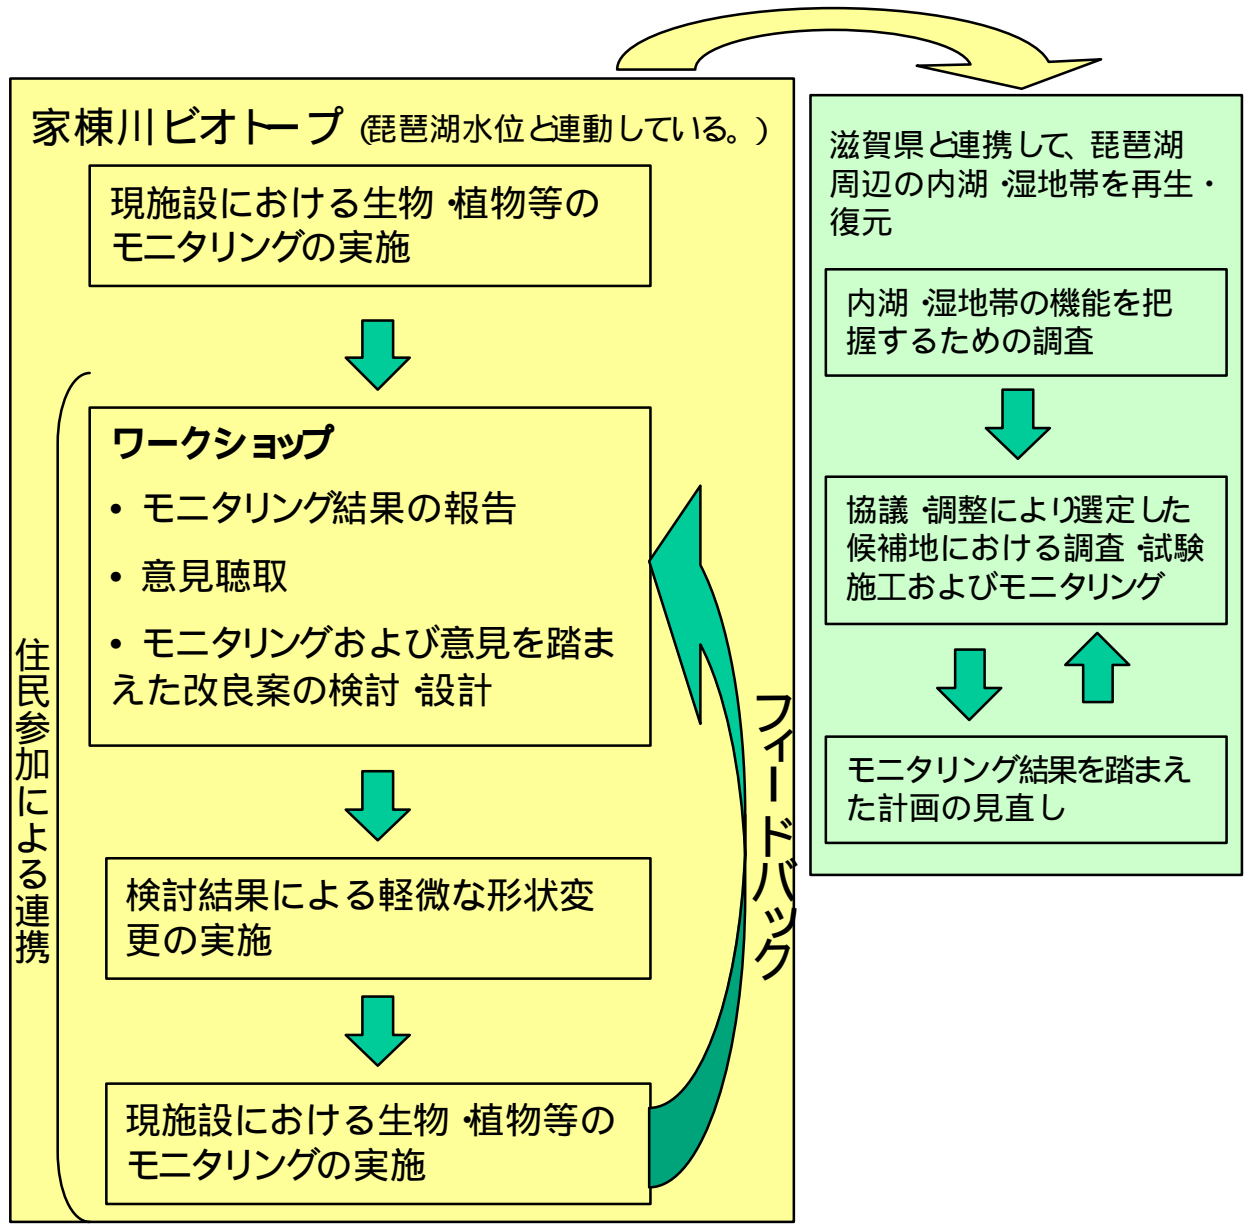 家棟川ビオトープ (琵琶湖水位と連動している。)
現施設における生物・植物等の
モニタリングの実施
ワークショップ
• モニタリング結果の報告
• 意見聴取
• モニタリングおよび意見を踏ま
えた改良案の検討・設計
検討結果による軽微な形状変
更の実施
現施設における生物・植物等の
モニタリングの実施
住民参加による連携
フィードバック
滋賀県と連携して、琵琶湖
周辺の内湖・湿地帯を再生・
復元
内湖・湿地帯の機能を把
握するための調査
協議・調整により選定した
候補地における調査・試験
施工およびモニタリング
モニタリング結果を踏まえ
た計画の見直し